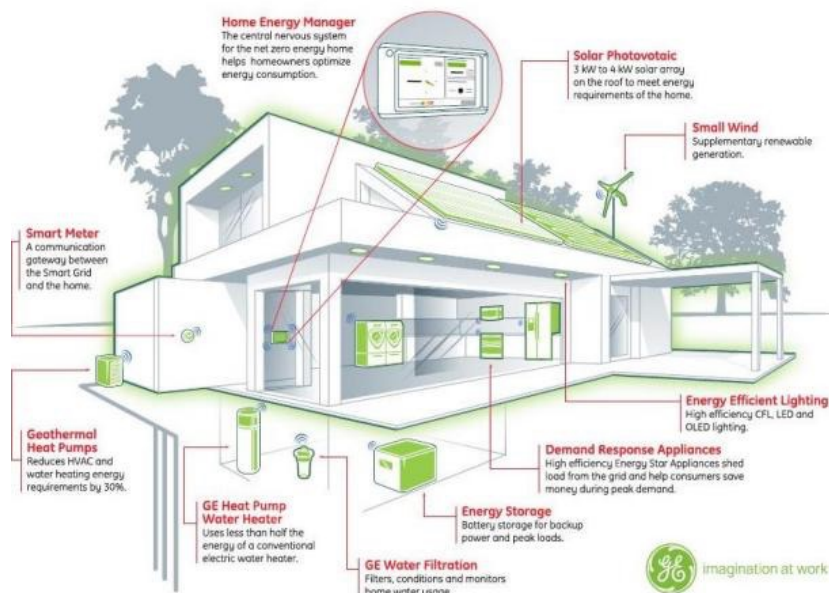 Home Energy Manager
The central nervous system
for the net zero energy home
helps homeowners optimize
energy consumption.
Solar Photovotaic
3 kW to 4 kW solar array
on the roof to meet energy
requirements of the home.
Small Wind
Supplementary renewable
generation.
Smart Meter
A communication
gateway between
the Smart Grid
and the home.
Geothermal
Heat Pumps
Reduces HVAC and
water heating energy
requirements by 30%.
GE Heat Pump
Water Heater
Uses less than half the
energy of a conventional
electric water heater.
GE Water Filtration
Filters, conditions and monitors
home water usage.
Energy Storage
Battery storage for backup
power and peak loads.
Demand Response Appliances
High efficiency Energy Star Appliances shed
load from the grid and help consumers save
money during peak demand.
Energy Efficient Lighting
High efficiency CFL, LED and
OLED lighting.
GE
imagination at work